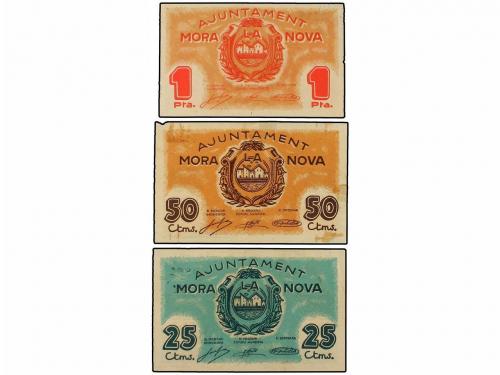 AJUNTAMENT
MORA LA NOVA
1 1
Pta. Pta.
AJUNTAMENT
MORA LA NOVA
50 50
Ctms. Ctms.
AJUNTAMENT
MORA LA NOVA
25 25
Ctms. Ctms.